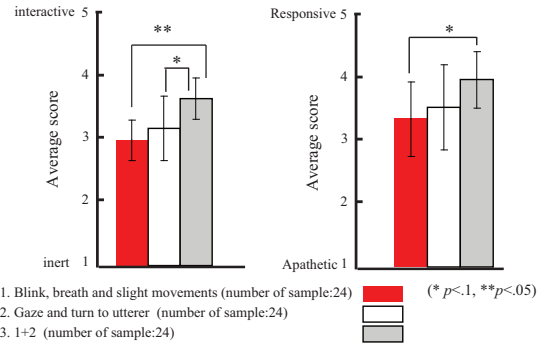 interactive 5
**
*
4
3
2
inert 1
Average score
Responsive 5
*
4
3
2
Apathetic 1
Average score
1. Blink, breath and slight movements (number of sample:24)
2. Gaze and turn to utterer (number of sample:24)
3. 1+2 (number of sample:24)
(* p<.1, **p<.05)